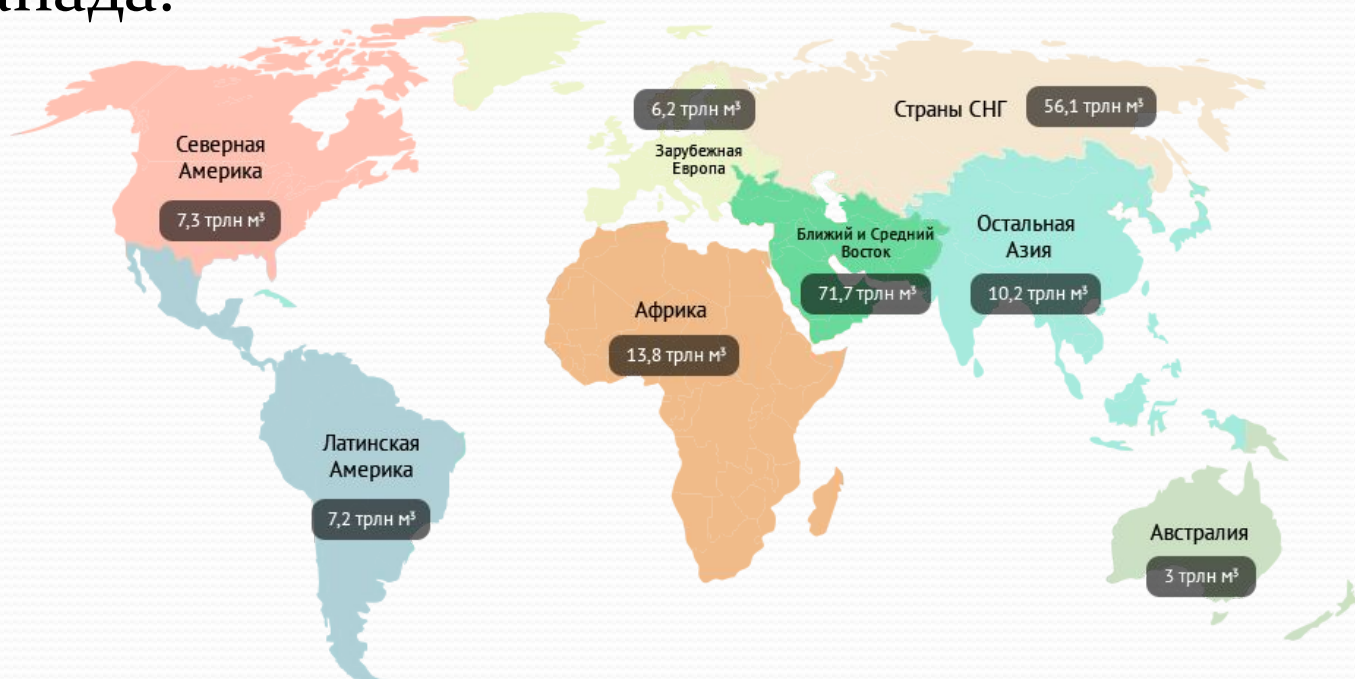 анада.
Северная
Америка
7,3 трлн м³
6,2 трлн м³
Зарубежная
Европа
Страны СНГ
56,1 трлн м³
Ближий и Средний
Восток
71,7 трлн м³
Остальная
Азия
10,2 трлн м³
Африка
13,8 трлн м³
Латинская
Америка
7,2 трлн м³
Австралия
3 трлн м³